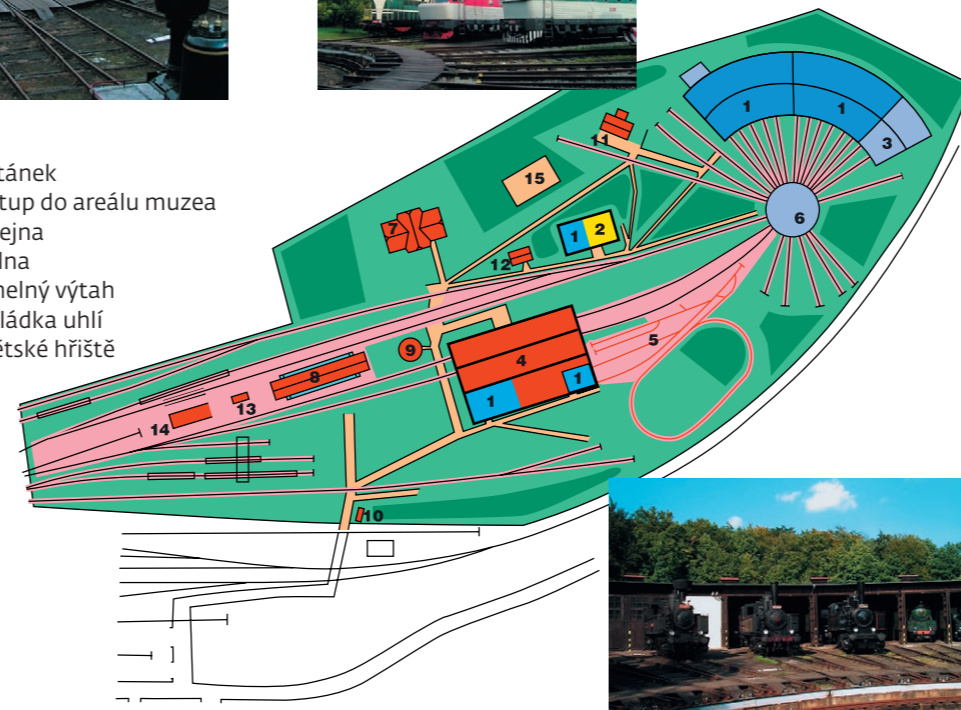 tánek
tup do areálu muzea
ejna
lna
nelný výtah
ládka uhlí
ětské hřiště
1
1
3
11
15
6
7
1 2
12
5
9
4
8
1
13
1
14
10